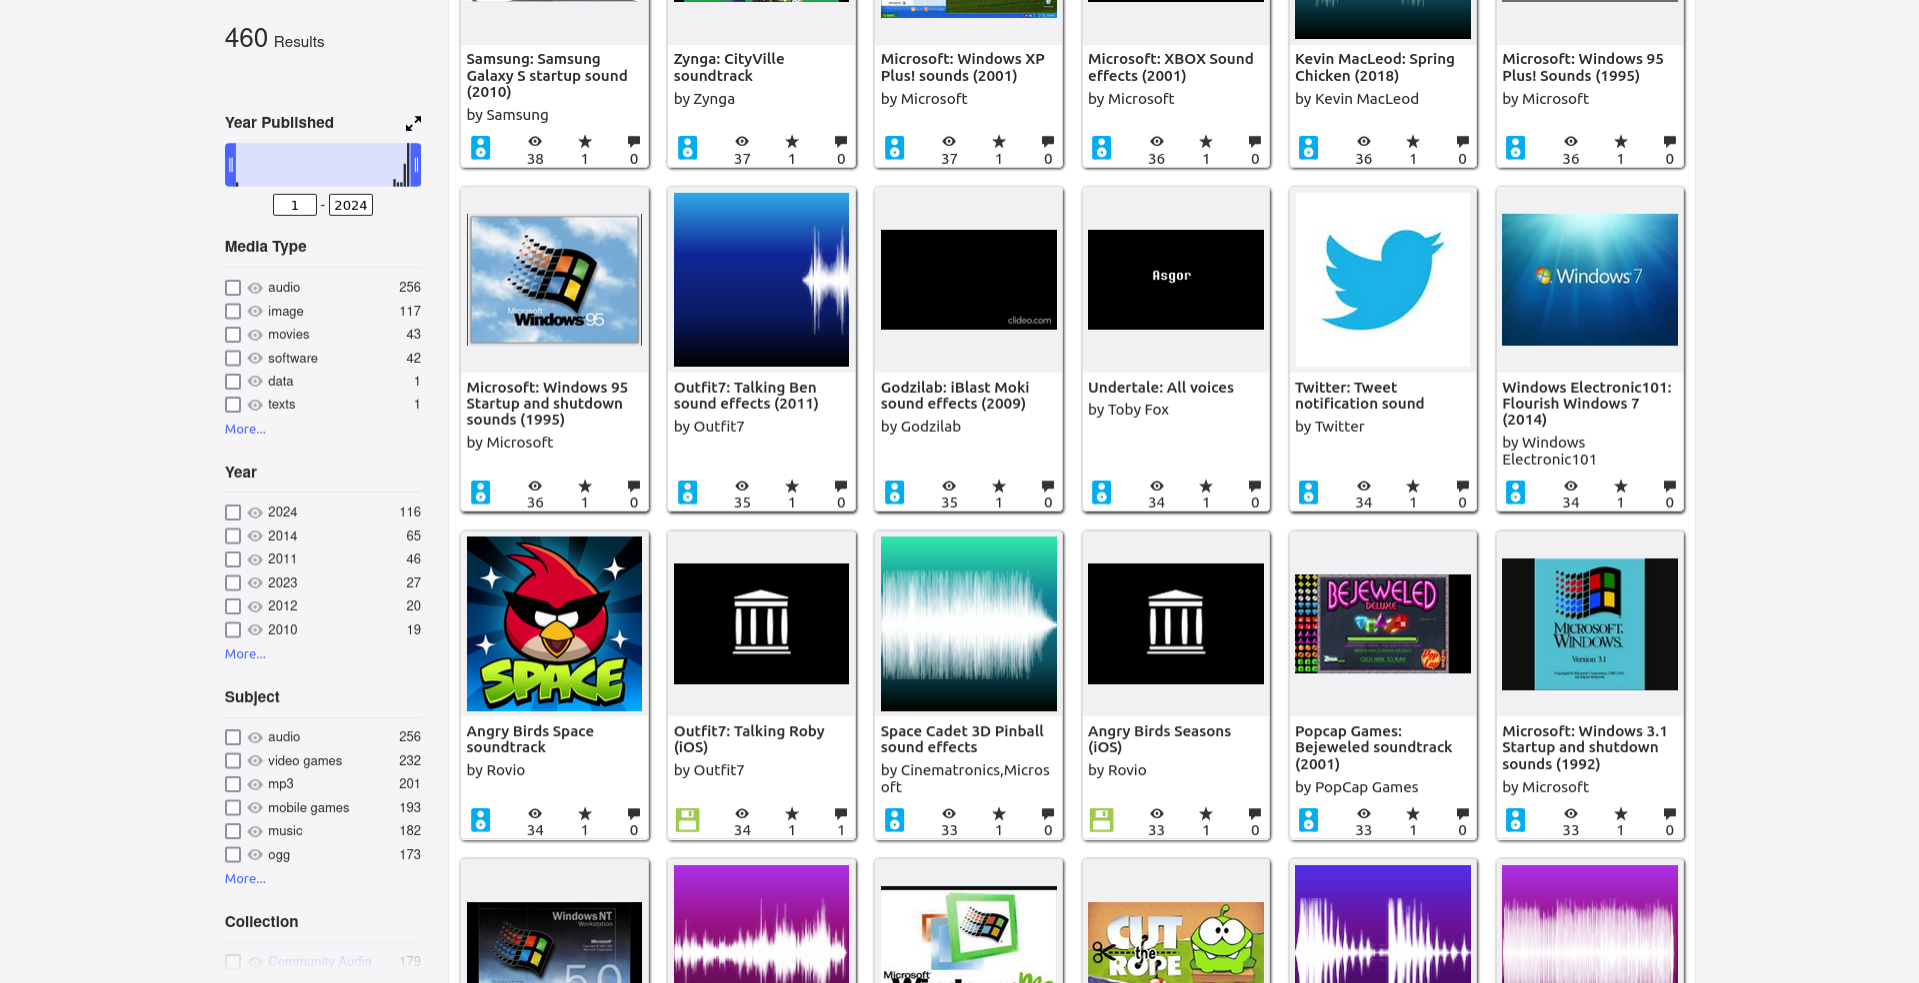 460 Results
Year Published
1 - 2024
Media Type
audio 256
image 117
movies 43
software 42
data 1
texts 1
More...
Year
2024 116
2014 65
2011 46
2023 27
2012 20
2010 19
More...
Subject
audio 256
video games 232
mp3 201
mobile games 193
music 182
ogg 173
More...
Collection
Community Audio 179
Samsung: Samsung
Galaxy S startup sound
(2010)
by Samsung
38 1 0
Zynga: CityVille
soundtrack
by Zynga
37 1 0
Microsoft: Windows XP
Plus! sounds (2001)
by Microsoft
37 1 0
Microsoft: XBOX Sound
effects (2001)
by Microsoft
36 1 0
Kevin MacLeod: Spring
Chicken (2018)
by Kevin MacLeod
36 1 0
Microsoft: Windows 95
Plus! Sounds (1995)
by Microsoft
36 1 0
Microsoft
Windows 95
Microsoft: Windows 95
Startup and shutdown
sounds (1995)
by Microsoft
36 1 0
Outfit7: Talking Ben
sound effects (2011)
by Outfit7
35 1 0
clideo.com
Godzilab: iBlast Moki
sound effects (2009)
by Godzilab
35 1 0
Asgor
Undertale: All voices
by Toby Fox
34 1 0
Twitter: Tweet
notification sound
by Twitter
34 1 0
Windows 7
Windows Electronic101:
Flourish Windows 7
(2014)
by Windows
Electronic101
34 1 0
SPACE
Angry Birds Space
soundtrack
by Rovio
34 1 0
Outfit7: Talking Roby
(iOS)
by Outfit7
34 1 1
Space Cadet 3D Pinball
sound effects
by Cinematronics,Micros
oft
33 1 0
Angry Birds Seasons
(iOS)
by Rovio
33 1 0
BEJEWELED
DELUXE
CLICK HERE TO PLAY!
Pop
Cap
Popcap Games:
Bejeweled soundtrack
(2001)
by PopCap Games
33 1 0
MICROSOFT.
WINDOWS.
Version 3.1
Microsoft: Windows 3.1
Startup and shutdown
sounds (1992)
by Microsoft
33 1 0
Windows NT
Workstation
Microsoft
5.0
Microsoft
Windows Me
CUT
the
ROPE